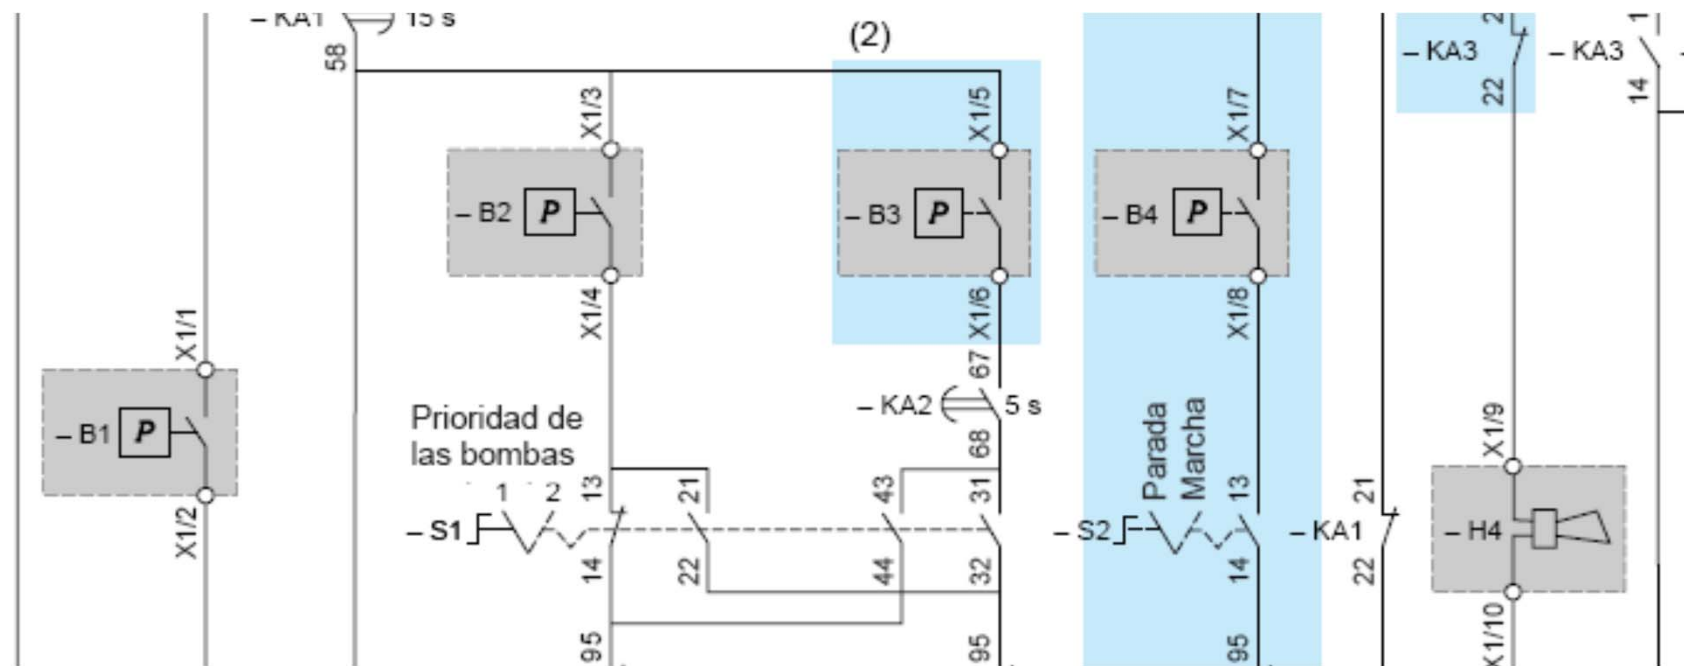 – KA1
15 s
58
(2)
X1/3
X1/5
X1/7
– KA3
2
22
– KA3
1
14
– B2
P
– B3
P
– B4
P
X1/4
X1/6
X1/8
X1/1
– B1
P
X1/2
67
– KA2
5 s
68
Prioridad de
las bombas
1
2
13
21
43
31
– S1
14
22
44
32
95
95
Parada
Marcha
13
– S2
14
95
21
– KA1
22
X1/9
– H4
X1/10